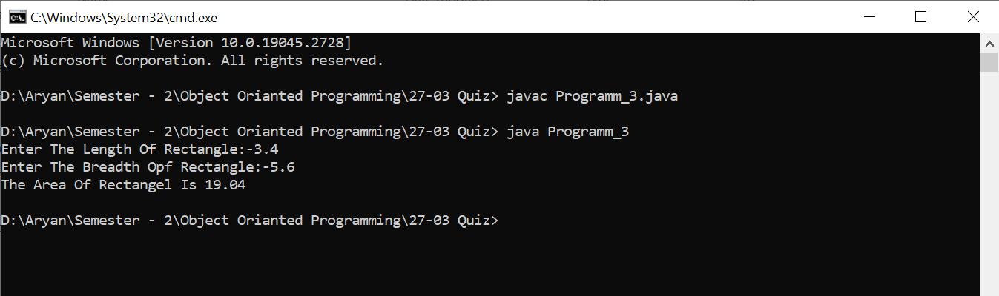 C:\Windows\System32\cmd.exe
Microsoft Windows [Version 10.0.19045.2728]
(c) Microsoft Corporation. All rights reserved.
D:\Aryan\Semester - 2\Object Orianted Programming\27-03 Quiz> javac Programm_3.java
D:\Aryan\Semester - 2\Object Orianted Programming\27-03 Quiz> java Programm_3
Enter The Length Of Rectangle:-3.4
Enter The Breadth Opf Rectangle:-5.6
The Area Of Rectangel Is 19.04
D:\Aryan\Semester - 2\Object Orianted Programming\27-03 Quiz>